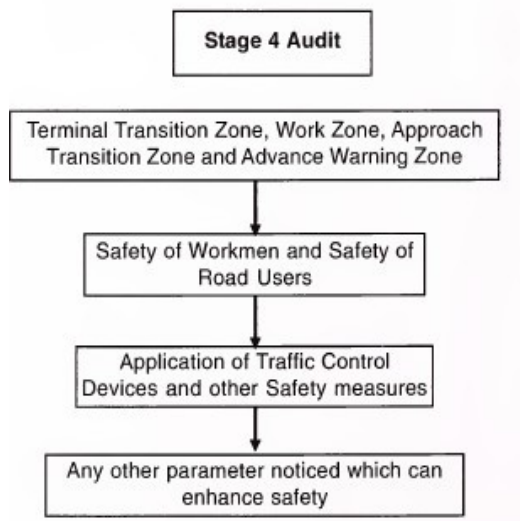 Stage 4 Audit
Terminal Transition Zone, Work Zone, Approach
Transition Zone and Advance Warning Zone
Safety of Workmen and Safety of
Road Users
Application of Traffic Control
Devices and other Safety measures
Any other parameter noticed which can
enhance safety